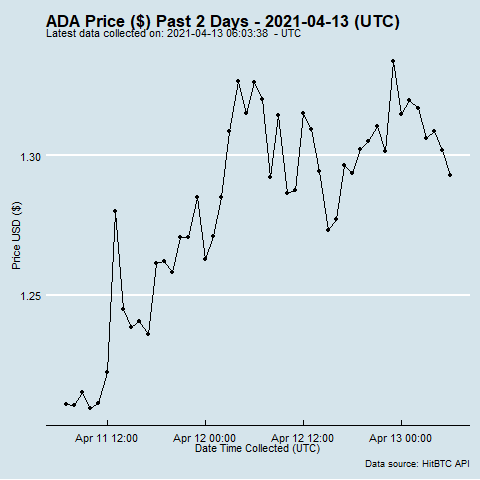 ADA Price ($) Past 2 Days - 2021-04-13 (UTC)
Latest data collected on: 2021-04-13 06:03:38 - UTC
Price USD ($)
1.30
1.25
Apr 11 12:00 Apr 12 00:00 Apr 12 12:00 Apr 13 00:00
Date Time Collected (UTC)
Data source: HitBTC API